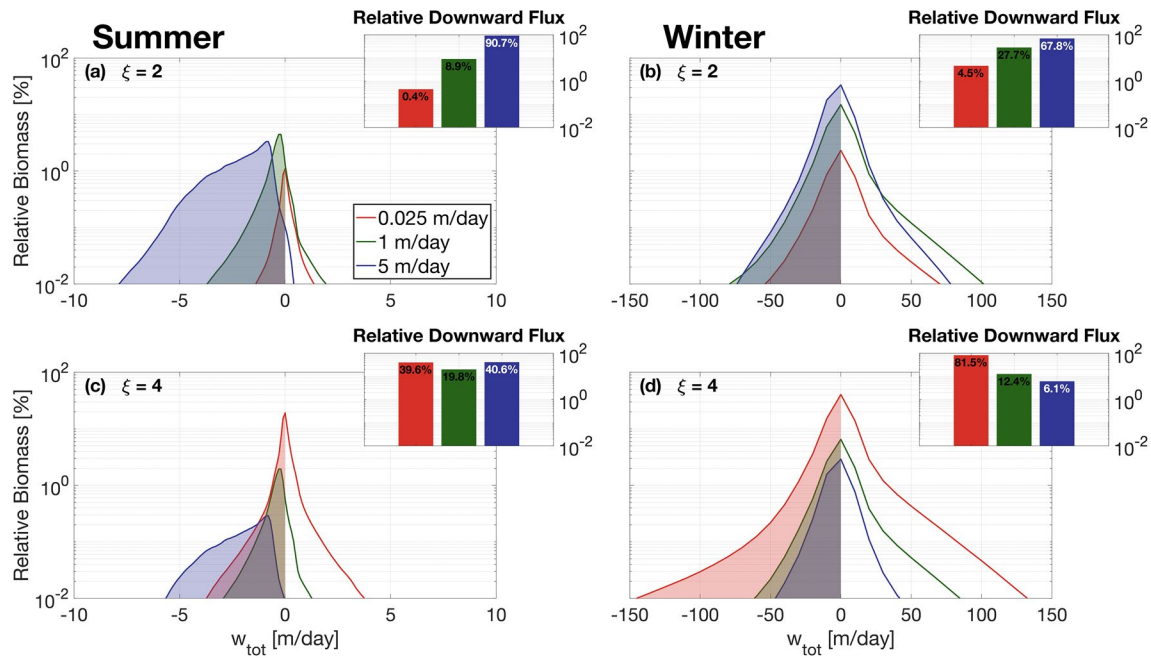 Summer
Relative Downward Flux
10^2
10^0
10^-2
0.4%
8.9%
90.7%
(a) ξ = 2
Relative Biomass [%]
10^2
10^0
10^-2
-10 -5 0 5 10
0.025 m/day
1 m/day
5 m/day
Winter
Relative Downward Flux
10^2
10^0
10^-2
4.5%
27.7%
67.8%
(b) ξ = 2
-150 -100 -50 0 50 100 150
Relative Downward Flux
10^2
10^0
10^-2
39.6%
19.8%
40.6%
(c) ξ = 4
Relative Biomass [%]
10^2
10^0
10^-2
-10 -5 0 5 10
w_tot [m/day]
Relative Downward Flux
10^2
10^0
10^-2
81.5%
12.4%
6.1%
(d) ξ = 4
-150 -100 -50 0 50 100 150
w_tot [m/day]